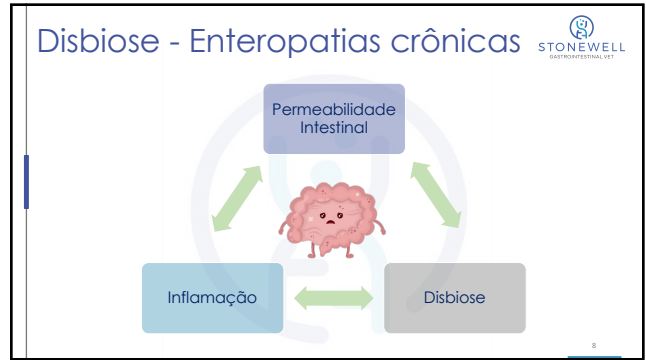 Disbiose - Enteropatias crônicas
STONEWELL
GASTROINTESTINAL VET
Permeabilidade
Intestinal
Inflamação
Disbiose
8